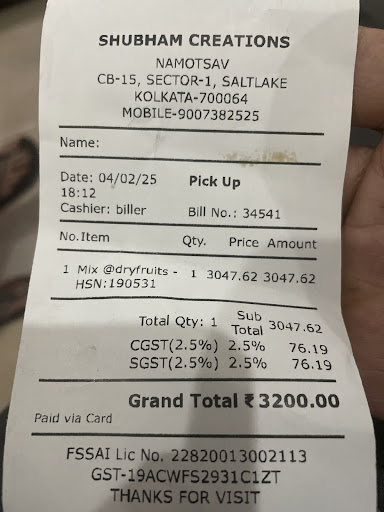 SHUBHAM CREATIONS
NAMOTSAV
CB-15, SECTOR-1, SALTLAKE
KOLKATA-700064
MOBILE-9007382525
Name:
Date: 04/02/25 Pick Up
18:12
Cashier: biller Bill No.: 34541
No.Item Qty. Price Amount
1 Mix @dryfruits - 1 3047.62 3047.62
HSN:190531
Total Qty: 1 Sub Total 3047.62
CGST(2.5%) 2.5% 76.19
SGST(2.5%) 2.5% 76.19
Grand Total ₹3200.00
Paid via Card
FSSAI Lic No. 22820013002113
GST-19ACWFS2931C1ZT
THANKS FOR VISIT